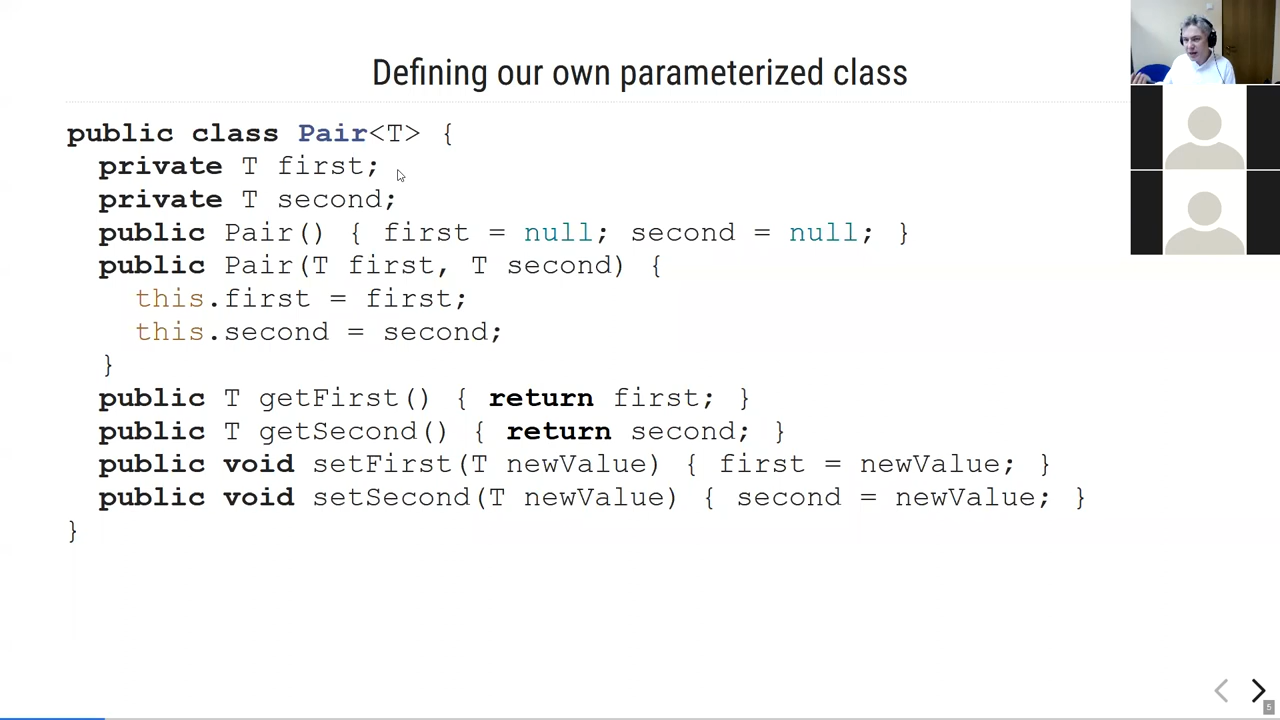 Defining our own parameterized class
public class Pair<T> {
private T first;
private T second;
public Pair() { first = null; second = null; }
public Pair(T first, T second) {
this.first = first;
this.second = second;
}
public T getFirst() { return first; }
public T getSecond() { return second; }
public void setFirst(T newValue) { first = newValue; }
public void setSecond(T newValue) { second = newValue; }
}
5